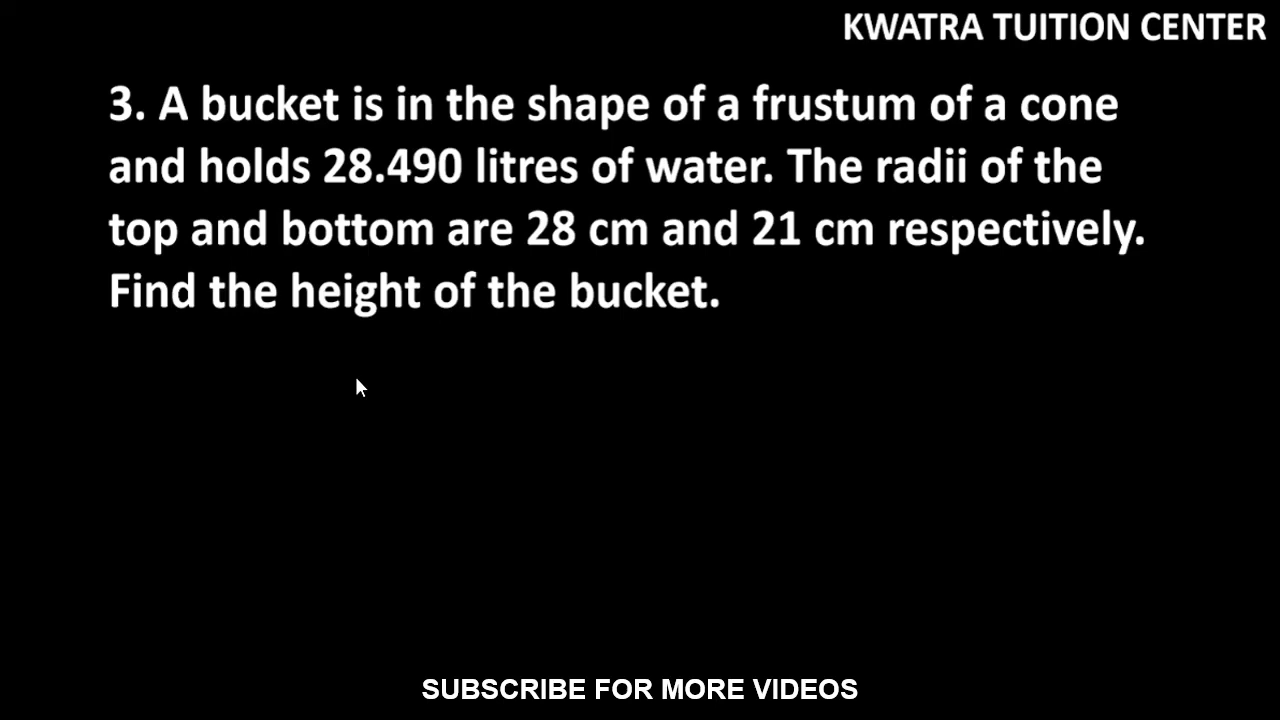 KWATRA TUITION CENTER
3. A bucket is in the shape of a frustum of a cone
and holds 28.490 litres of water. The radii of the
top and bottom are 28 cm and 21 cm respectively.
Find the height of the bucket.
SUBSCRIBE FOR MORE VIDEOS